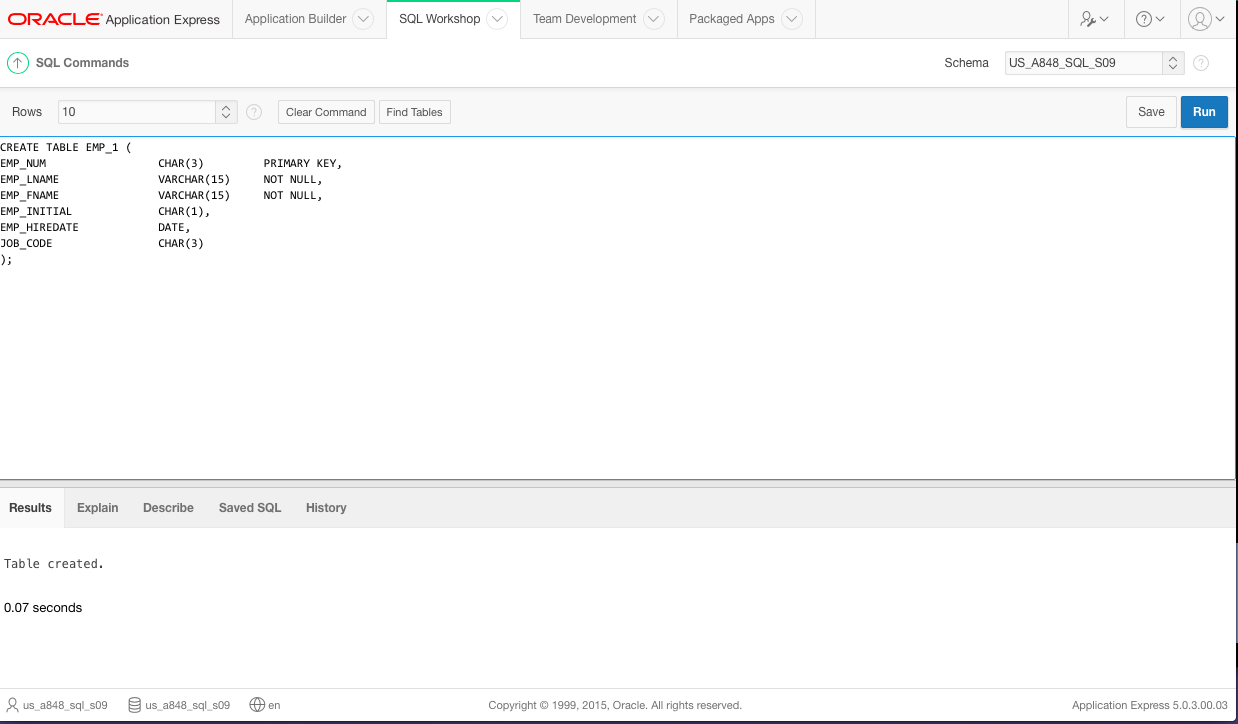 ORACLE® Application Express Application Builder SQL Workshop Team Development Packaged Apps
SQL Commands Schema US_A848_SQL_S09 ?
Rows 10 ? Clear Command Find Tables Save Run
CREATE TABLE EMP_1 (
EMP_NUM CHAR(3) PRIMARY KEY,
EMP_LNAME VARCHAR(15) NOT NULL,
EMP_FNAME VARCHAR(15) NOT NULL,
EMP_INITIAL CHAR(1),
EMP_HIREDATE DATE,
JOB_CODE CHAR(3)
);
Results Explain Describe Saved SQL History
Table created.
0.07 seconds
us_a848_sql_s09 us_a848_sql_s09 en Copyright © 1999, 2015, Oracle. All rights reserved. Application Express 5.0.3.00.03